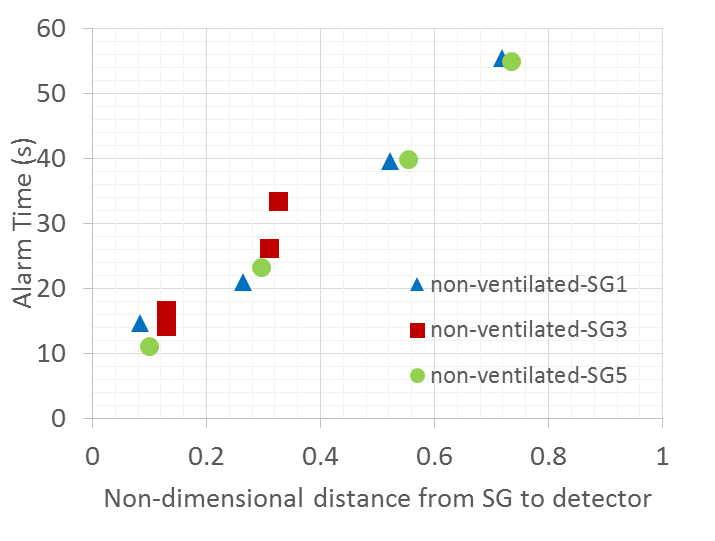 60
50
40
30
20
10
0
Alarm Time (s)
non-ventilated-SG1
non-ventilated-SG3
non-ventilated-SG5
0 0.2 0.4 0.6 0.8 1
Non-dimensional distance from SG to detector